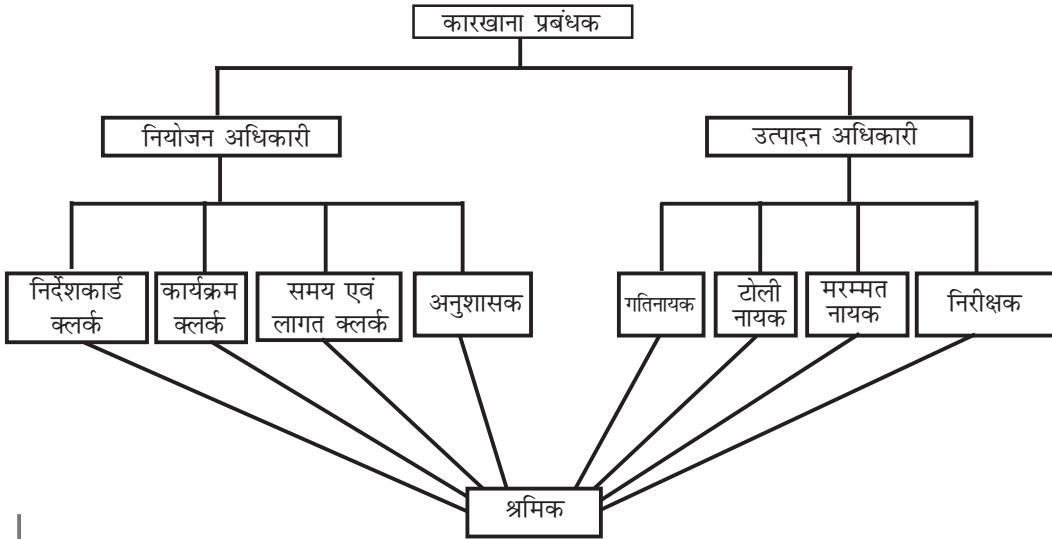 कारखाना प्रबंधक
नियोजन अधिकारी
उत्पादन अधिकारी
निर्देशकार्ड
क्लर्क
कार्यक्रम
क्लर्क
समय एवं
लागत क्लर्क
अनुशासक
गतिनायक
टोली
नायक
मरम्मत
नायक
निरीक्षक
श्रमिक